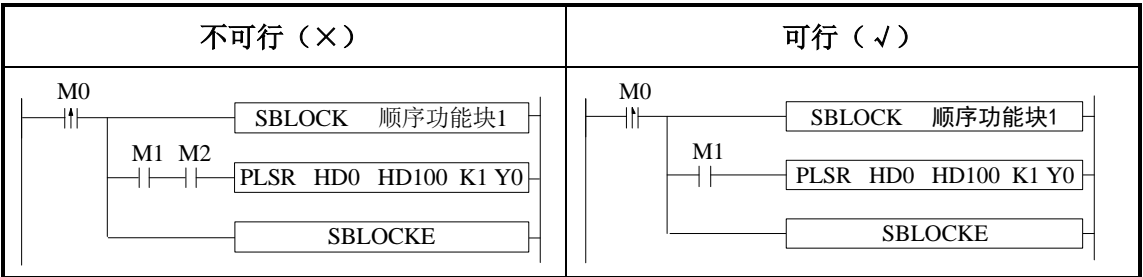 不可行（×） 可行（√）
M0 M0
SBLOCK 顺序功能块1 SBLOCK 顺序功能块1
M1 M2 M1
PLSR HD0 HD100 K1 Y0 PLSR HD0 HD100 K1 Y0
SBLOCKE SBLOCKE